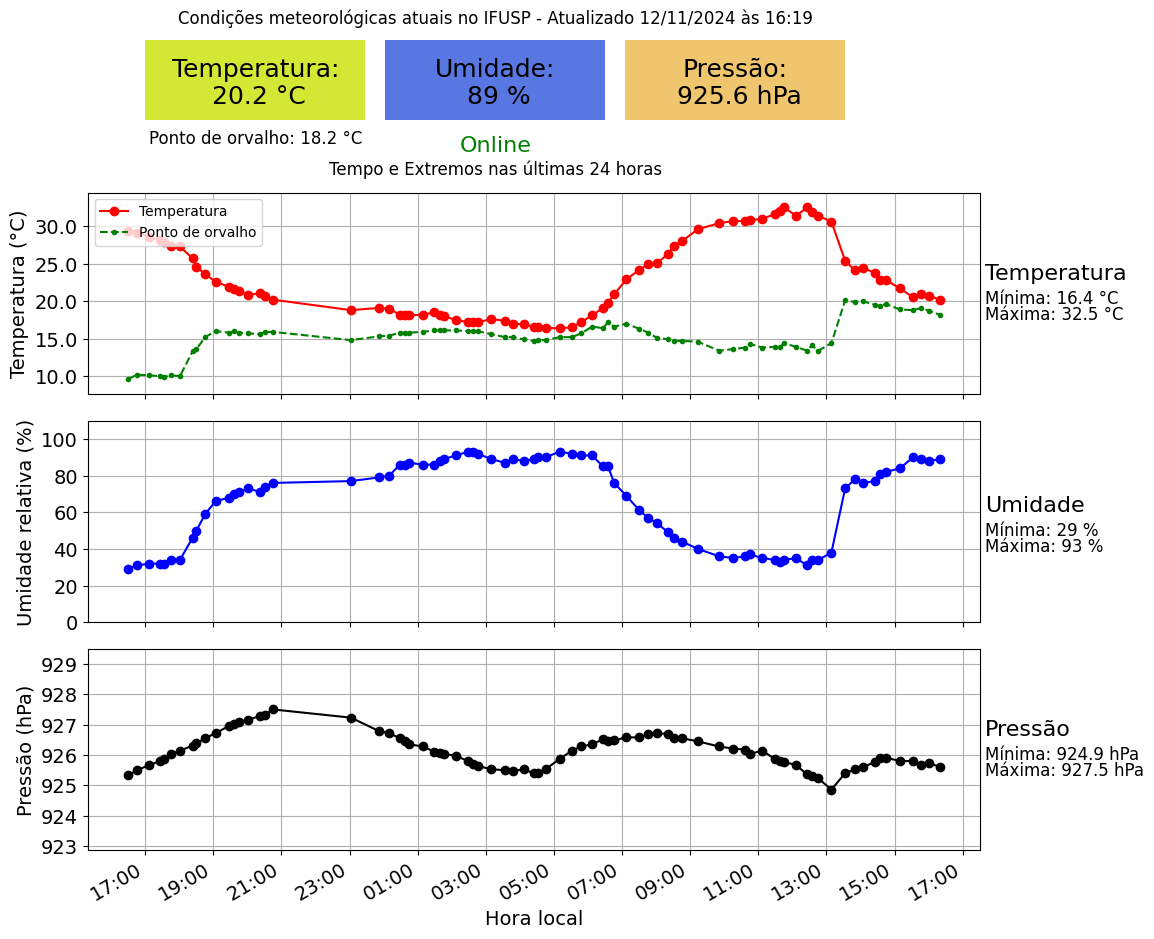 Condições meteorológicas atuais no IFUSP - Atualizado 12/11/2024 às 16:19
Temperatura:
20.2 °C
Umidade:
89 %
Pressão:
925.6 hPa
Ponto de orvalho: 18.2 °C
Online
Tempo e Extremos nas últimas 24 horas
Temperatura (°C)
30.0
25.0
20.0
15.0
10.0
Temperatura
Ponto de orvalho
Temperatura
Mínima: 16.4 °C
Máxima: 32.5 °C
Umidade relativa (%)
100
80
60
40
20
0
Umidade
Mínima: 29 %
Máxima: 93 %
Pressão (hPa)
929
928
927
926
925
924
923
Pressão
Mínima: 924.9 hPa
Máxima: 927.5 hPa
17:00 19:00 21:00 23:00 01:00 03:00 05:00 07:00 09:00 11:00 13:00 15:00 17:00
Hora local